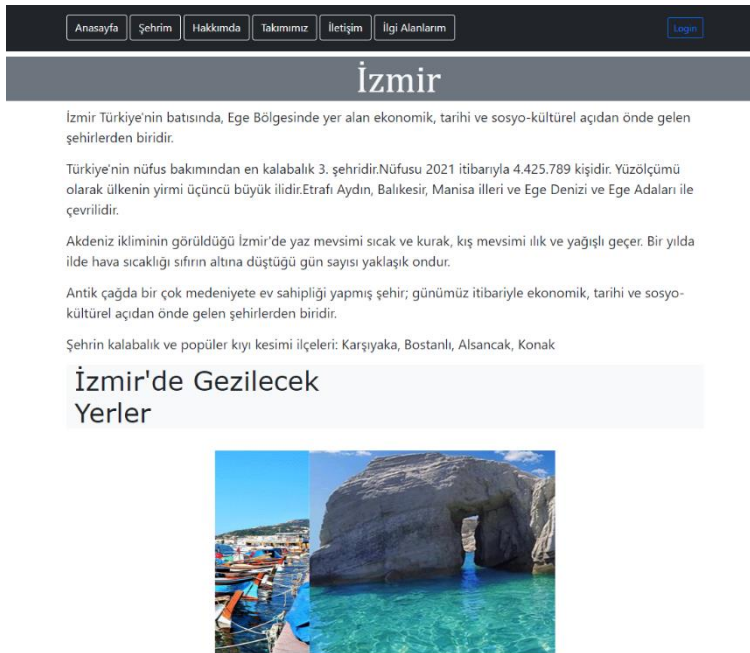 Anasayfa Şehrim Hakkımda Takımımız İletişim İlgi Alanlarım Login
İzmir
İzmir Türkiye'nin batısında, Ege Bölgesinde yer alan ekonomik, tarihi ve sosyo-kültürel açıdan önde gelen
şehirlerden biridir.
Türkiye'nin nüfus bakımından en kalabalık 3. şehridir.Nüfusu 2021 itibarıyla 4.425.789 kişidir. Yüzölçümü
olarak ülkenin yirmi üçüncü büyük ilidir.Etrafı Aydın, Balıkesir, Manisa illeri ve Ege Denizi ve Ege Adaları ile
çevrilidir.
Akdeniz ikliminin görüldüğü İzmir'de yaz mevsimi sıcak ve kurak, kış mevsimi ılık ve yağışlı geçer. Bir yılda
ilde hava sıcaklığı sıfırın altına düştüğü gün sayısı yaklaşık ondur.
Antik çağda bir çok medeniyete ev sahipliği yapmış şehir; günümüz itibariyle ekonomik, tarihi ve sosyo-
kültürel açıdan önde gelen şehirlerden biridir.
Şehrin kalabalık ve popüler kıyı kesimi ilçeleri: Karşıyaka, Bostanlı, Alsancak, Konak
İzmir'de Gezilecek
Yerler